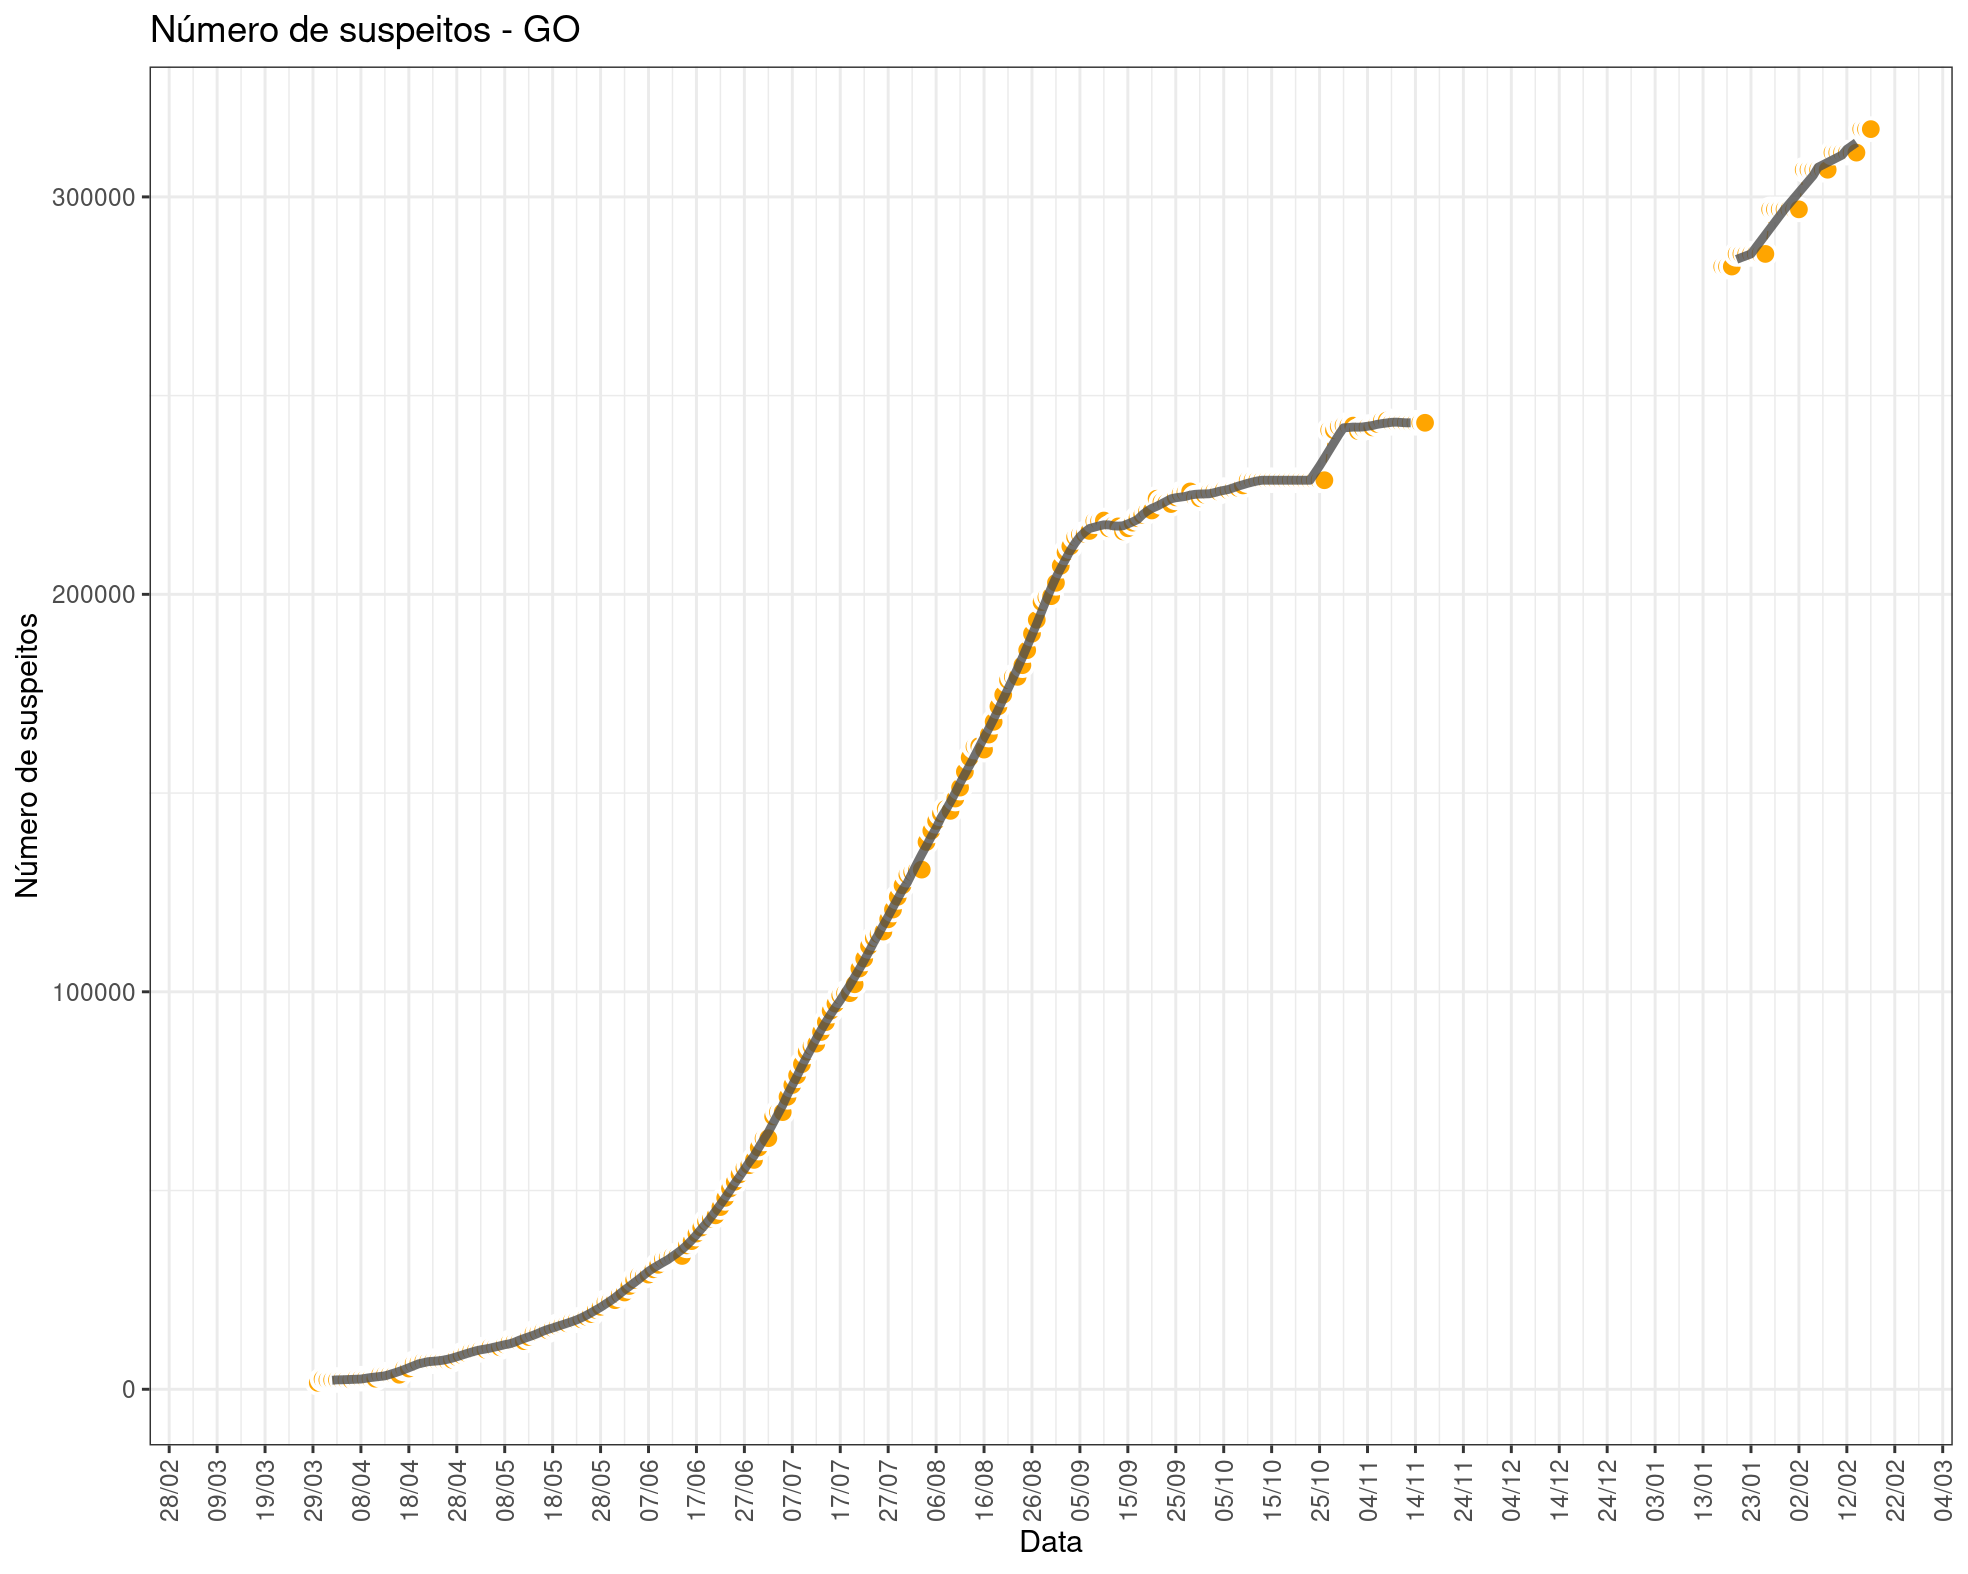 Número de suspeitos - GO
Número de suspeitos
300000
200000
100000
0
28/02 09/03 19/03 29/03 08/04 18/04 28/04 08/05 18/05 28/05 07/06 17/06 27/06 07/07 17/07 27/07 06/08 16/08 26/08 05/09 15/09 25/09 05/10 15/10 25/10 04/11 14/11 24/11 04/12 14/12 24/12 03/01 13/01 23/01 02/02 12/02 22/02 04/03
Data